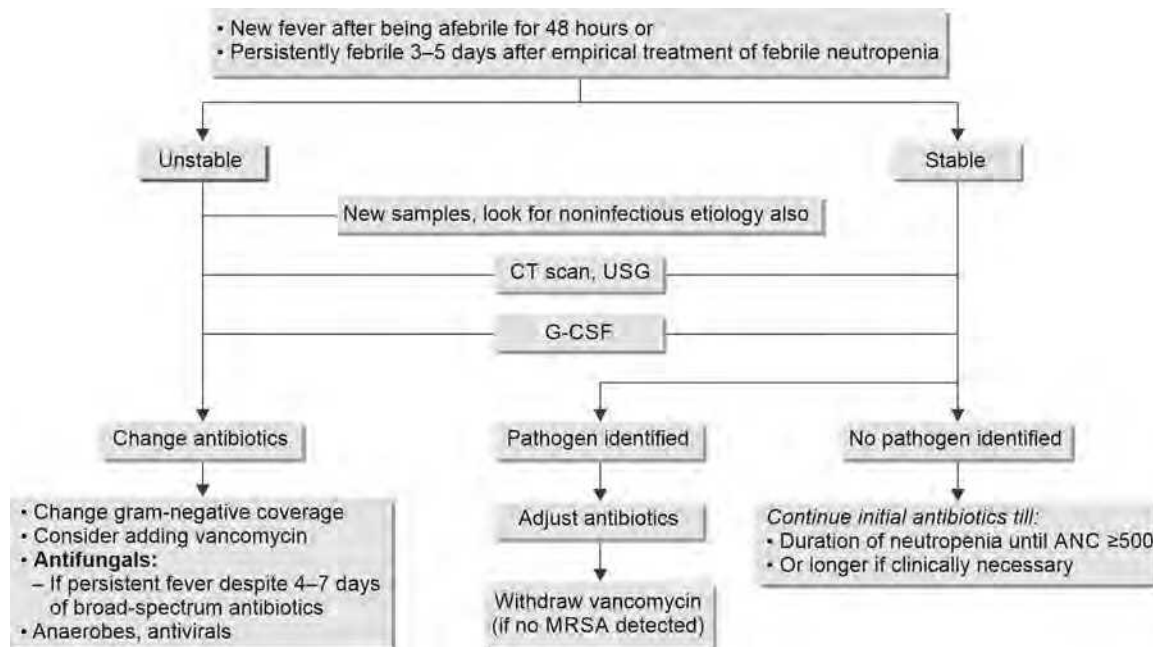 • New fever after being afebrile for 48 hours or
• Persistently febrile 3–5 days after empirical treatment of febrile neutropenia
Unstable
Stable
New samples, look for noninfectious etiology also
CT scan, USG
G-CSF
Change antibiotics
Pathogen identified
No pathogen identified
• Change gram-negative coverage
• Consider adding vancomycin
• Antifungals:
– If persistent fever despite 4–7 days
of broad-spectrum antibiotics
• Anaerobes, antivirals
Adjust antibiotics
Withdraw vancomycin
(if no MRSA detected)
Continue initial antibiotics till:
• Duration of neutropenia until ANC ≥500
• Or longer if clinically necessary